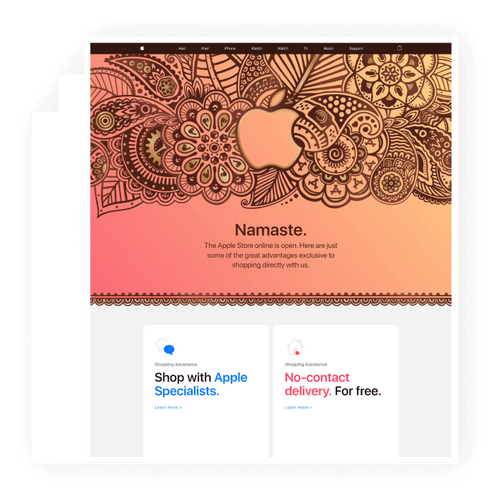 Mac iPad iPhone Watch Watch TV Music Support
Namaste.
The Apple Store online is open. Here are just
some of the great advantages exclusive to
shopping directly with us.
Shopping Assistance
Shop with Apple
Specialists.
Learn more >
Shopping Assistance
No-contact
delivery. For free.
Learn more >